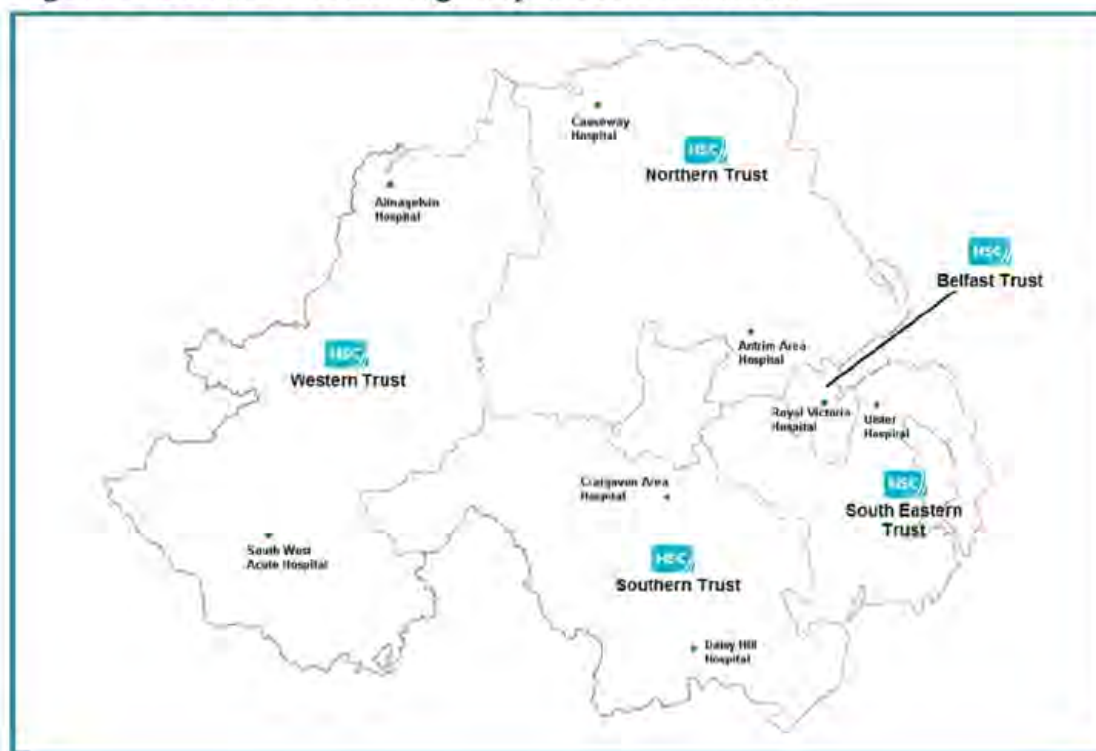 Causeway
Hospital
HSC
Northern Trust
Altnagelvin
Hospital
HSC
Belfast Trust
Antrim Area
Hospital
HSC
Western Trust
Royal Victoria
Hospital
Ulster
Hospital
Craigavon Area
Hospital
HSC
South Eastern
Trust
South West
Acute Hospital
HSC
Southern Trust
Daisy Hill
Hospital